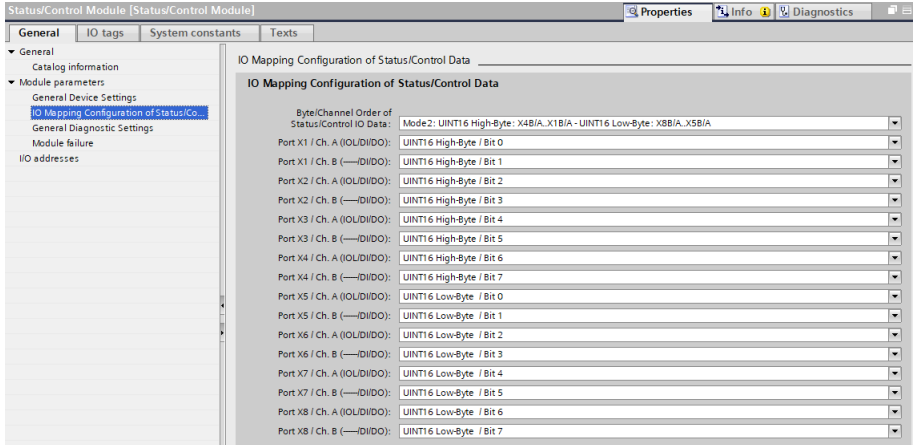 Status/Control Module [Status/Control Module]
Properties Info Diagnostics
General IO tags System constants Texts
General
Catalog information
Module parameters
General Device Settings
IO Mapping Configuration of Status/Co...
General Diagnostic Settings
Module failure
I/O addresses
IO Mapping Configuration of Status/Control Data
IO Mapping Configuration of Status/Control Data
Byte/Channel Order of
Status/Control IO Data: Mode2: UINT16 High-Byte: X4B/A..X1B/A - UINT16 Low-Byte: X8B/A..X5B/A
Port X1 / Ch. A (IOL/DI/DO): UINT16 High-Byte / Bit 0
Port X1 / Ch. B (──/DI/DO): UINT16 High-Byte / Bit 1
Port X2 / Ch. A (IOL/DI/DO): UINT16 High-Byte / Bit 2
Port X2 / Ch. B (──/DI/DO): UINT16 High-Byte / Bit 3
Port X3 / Ch. A (IOL/DI/DO): UINT16 High-Byte / Bit 4
Port X3 / Ch. B (──/DI/DO): UINT16 High-Byte / Bit 5
Port X4 / Ch. A (IOL/DI/DO): UINT16 High-Byte / Bit 6
Port X4 / Ch. B (──/DI/DO): UINT16 High-Byte / Bit 7
Port X5 / Ch. A (IOL/DI/DO): UINT16 Low-Byte / Bit 0
Port X5 / Ch. B (──/DI/DO): UINT16 Low-Byte / Bit 1
Port X6 / Ch. A (IOL/DI/DO): UINT16 Low-Byte / Bit 2
Port X6 / Ch. B (──/DI/DO): UINT16 Low-Byte / Bit 3
Port X7 / Ch. A (IOL/DI/DO): UINT16 Low-Byte / Bit 4
Port X7 / Ch. B (──/DI/DO): UINT16 Low-Byte / Bit 5
Port X8 / Ch. A (IOL/DI/DO): UINT16 Low-Byte / Bit 6
Port X8 / Ch. B (──/DI/DO): UINT16 Low-Byte / Bit 7